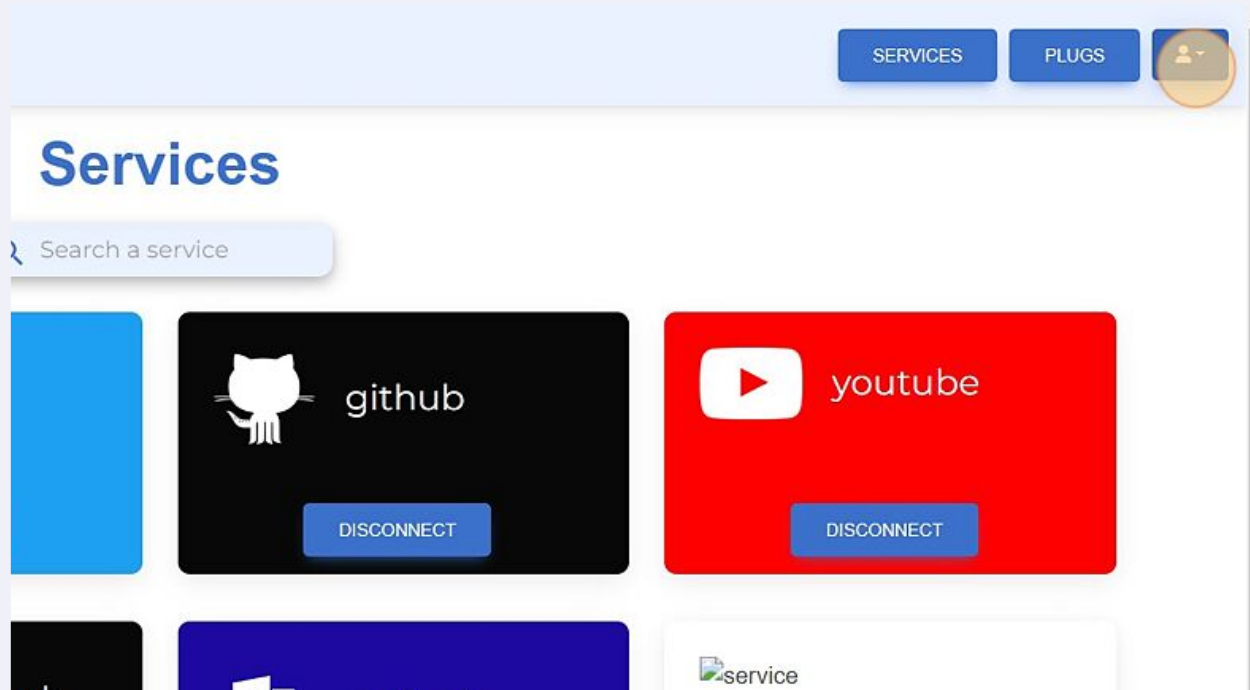 SERVICES PLUGS
Services
Search a service
github
youtube
DISCONNECT
DISCONNECT
service